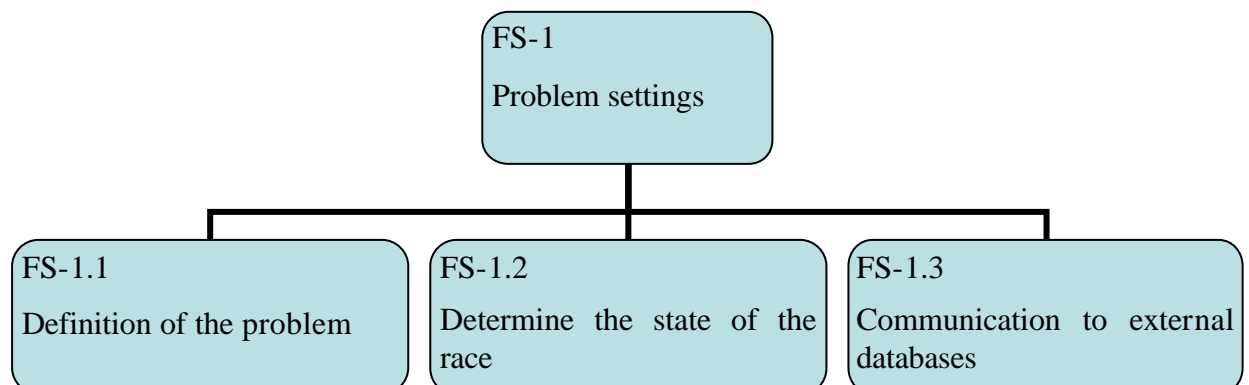 FS-1
Problem settings
FS-1.1
Definition of the problem
FS-1.2
Determine the state of the
race
FS-1.3
Communication to external
databases